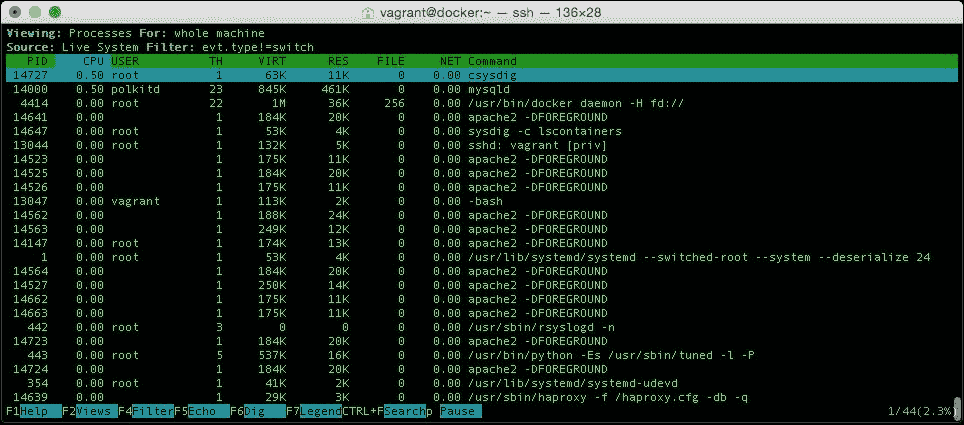 vagrant@docker:~ — ssh — 136×28
Viewing: Processes For: whole machine
Source: Live System Filter: evt.type!=switch
PID CPU USER TH VIRT RES FILE NET Command
14727 0.50 root 1 63K 11K 0 0.00 csysdig
14000 0.50 polkitd 23 845K 461K 0 0.00 mysqld
4414 0.00 root 22 1M 36K 256 0.00 /usr/bin/docker daemon -H fd://
14641 0.00 1 184K 20K 0 0.00 apache2 -DFOREGROUND
14647 0.00 root 1 53K 4K 0 0.00 sysdig -c lscontainers
13044 0.00 root 1 132K 5K 0 0.00 sshd: vagrant [priv]
14523 0.00 1 175K 11K 0 0.00 apache2 -DFOREGROUND
14525 0.00 1 184K 20K 0 0.00 apache2 -DFOREGROUND
14526 0.00 1 175K 11K 0 0.00 apache2 -DFOREGROUND
13047 0.00 vagrant 1 113K 2K 0 0.00 -bash
14562 0.00 1 188K 24K 0 0.00 apache2 -DFOREGROUND
14563 0.00 1 249K 12K 0 0.00 apache2 -DFOREGROUND
14147 0.00 root 1 174K 13K 0 0.00 apache2 -DFOREGROUND
1 0.00 root 1 53K 4K 0 0.00 /usr/lib/systemd/systemd --switched-root --system --deserialize 24
14564 0.00 1 184K 20K 0 0.00 apache2 -DFOREGROUND
14527 0.00 1 250K 14K 0 0.00 apache2 -DFOREGROUND
14662 0.00 1 175K 11K 0 0.00 apache2 -DFOREGROUND
14663 0.00 1 175K 11K 0 0.00 apache2 -DFOREGROUND
442 0.00 root 3 0 0 0 0.00 /usr/sbin/rsyslogd -n
14723 0.00 1 184K 20K 0 0.00 apache2 -DFOREGROUND
443 0.00 root 5 537K 16K 0 0.00 /usr/bin/python -Es /usr/sbin/tuned -l -P
14724 0.00 1 184K 20K 0 0.00 apache2 -DFOREGROUND
354 0.00 root 1 41K 2K 0 0.00 /usr/lib/systemd/systemd-udevd
14639 0.00 1 29K 3K 0 0.00 /usr/sbin/haproxy -f /haproxy.cfg -db -q
F1Help F2Views F4FilterF5Echo F6Dig F7LegendCTRL+FSearchp Pause 1/44(2.3%)